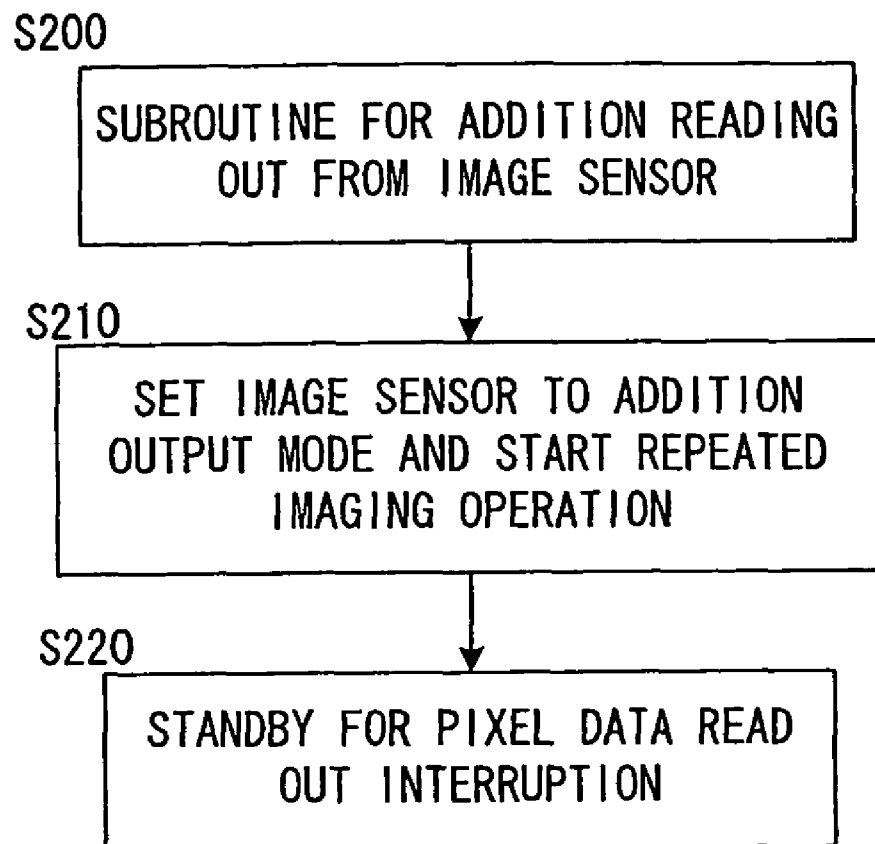 S200
SUBROUTINE FOR ADDITION READING
OUT FROM IMAGE SENSOR
S210
SET IMAGE SENSOR TO ADDITION
OUTPUT MODE AND START REPEATED
IMAGING OPERATION
S220
STANDBY FOR PIXEL DATA READ
OUT INTERRUPTION